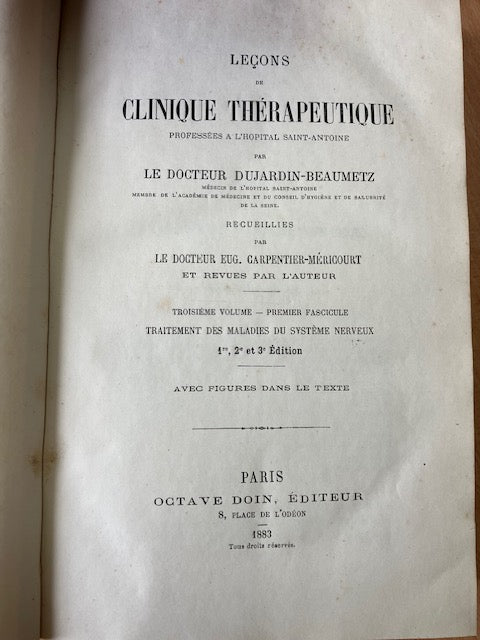 LEÇONS
DE
CLINIQUE THÉRAPEUTIQUE
PROFESSÉES A L'HOPITAL SAINT-ANTOINE
PAR
LE DOCTEUR DUJARDIN-BEAUMETZ
MÉDECIN DE L'HOPITAL SAINT-ANTOINE
MEMBRE DE L'ACADÉMIE DE MÉDECINE ET DU CONSEIL D'HYGIÈNE ET DE SALUBRITÉ
DE LA SEINE.
RECUEILLIES
PAR
LE DOCTEUR EUG. CARPENTIER-MÉRICOURT
ET REVUES PAR L'AUTEUR
TROISIÈME VOLUME — PREMIER FASCICULE
TRAITEMENT DES MALADIES DU SYSTÈME NERVEUX
1re, 2e et 3e Édition
AVEC FIGURES DANS LE TEXTE
PARIS
OCTAVE DOIN, ÉDITEUR
8, PLACE DE L'ODÉON
1883
Tous droits réservés.